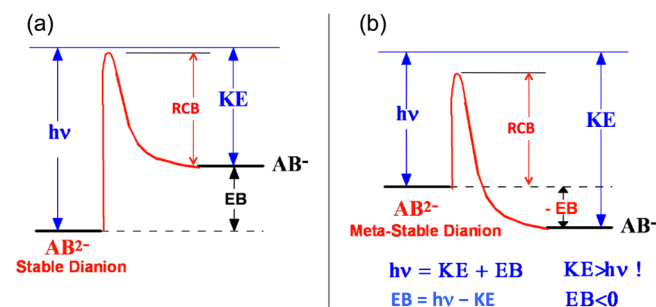 (a)
hν
RCB
KE
AB-
EB
AB2-
Stable Dianion
(b)
hν
RCB
KE
AB2-
- EB
AB-
Meta-Stable Dianion
hν = KE + EB
KE>hν !
EB = hν – KE
EB<0